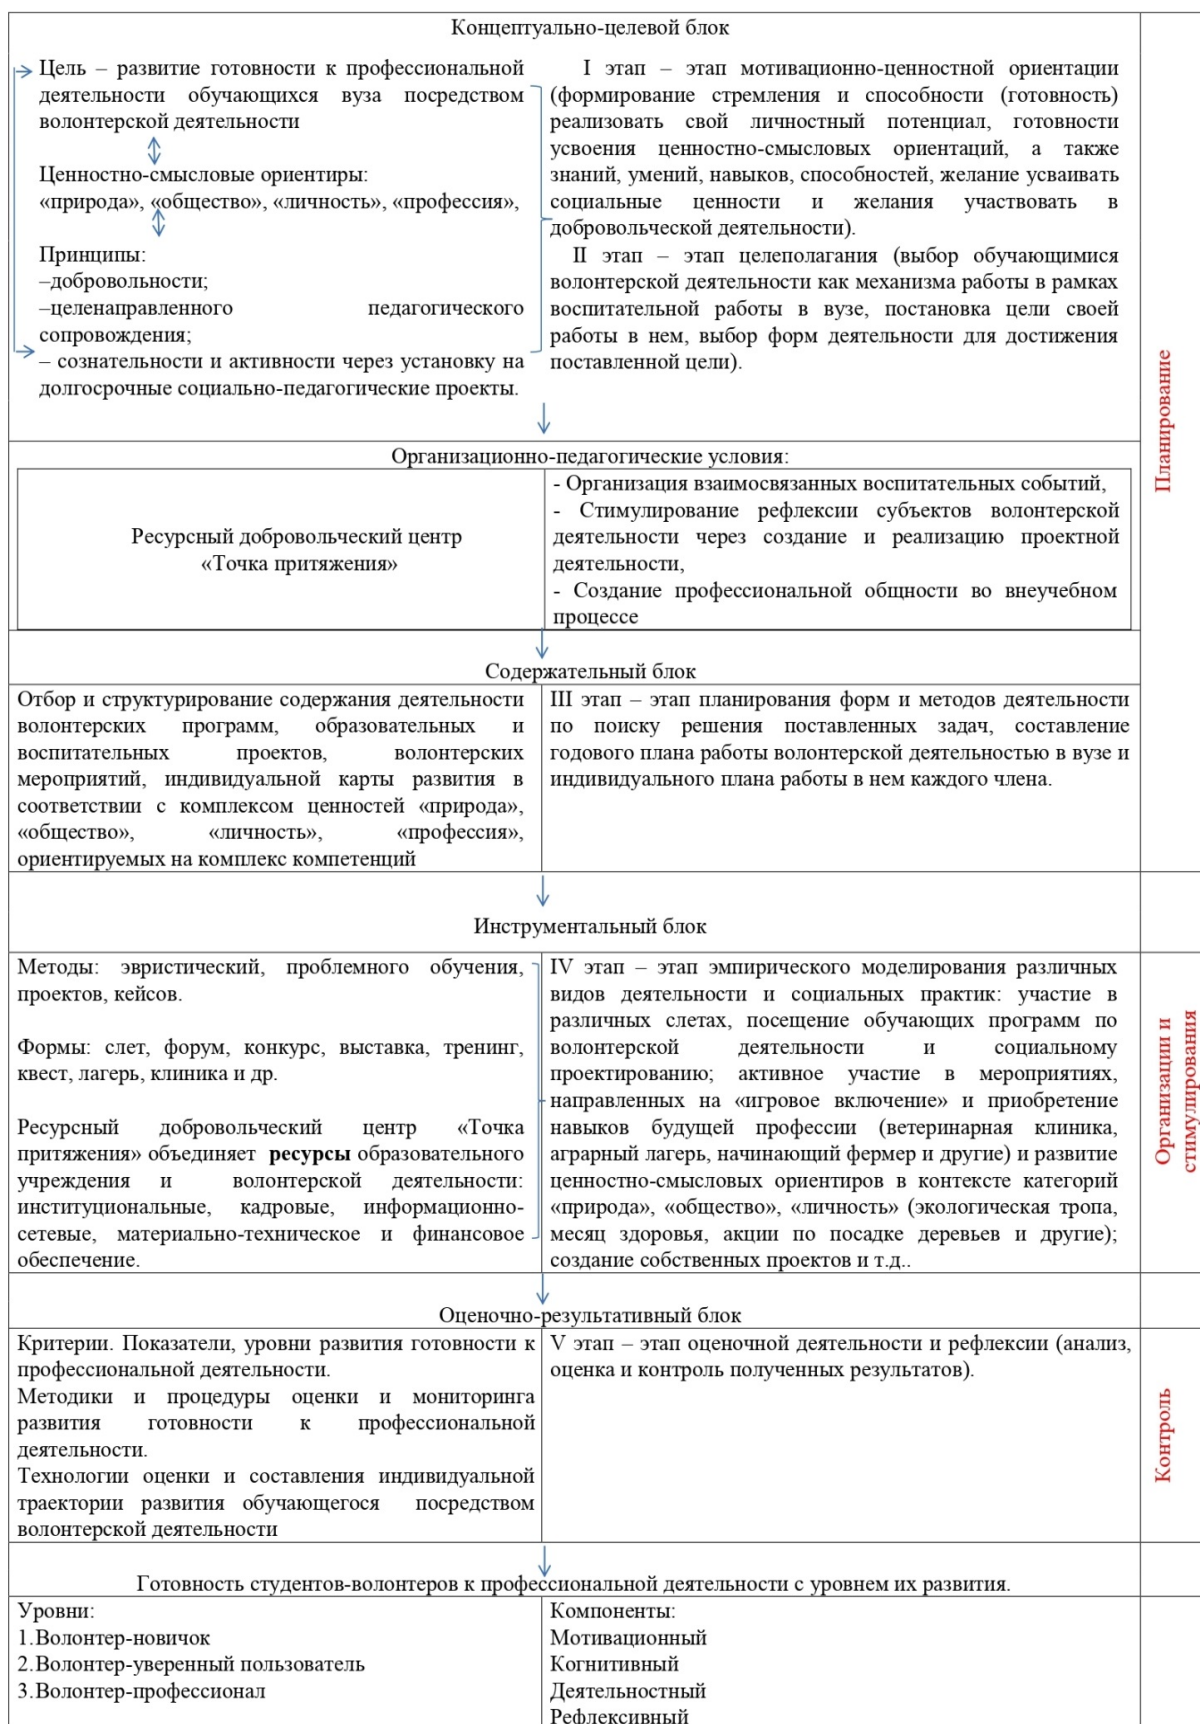 Концептуально-целевой блок
Цель – развитие готовности к профессиональной
деятельности обучающихся вуза посредством
волонтерской деятельности
Ценностно-смысловые ориентиры:
«природа», «общество», «личность», «профессия»,
Принципы:
–добровольности;
–целенаправленного педагогического
сопровождения;
– сознательности и активности через установку на
долгосрочные социально-педагогические проекты.
I этап – этап мотивационно-ценностной ориентации
(формирование стремления и способности (готовность)
реализовать свой личностный потенциал, готовности
усвоения ценностно-смысловых ориентаций, а также
знаний, умений, навыков, способностей, желание усваивать
социальные ценности и желания участвовать в
добровольческой деятельности).
II этап – этап целеполагания (выбор обучающимися
волонтерской деятельности как механизма работы в рамках
воспитательной работы в вузе, постановка цели своей
работы в нем, выбор форм деятельности для достижения
поставленной цели).
Планирование
Организационно-педагогические условия:
Ресурсный добровольческий центр
«Точка притяжения»
- Организация взаимосвязанных воспитательных событий,
- Стимулирование рефлексии субъектов волонтерской
деятельности через создание и реализацию проектной
деятельности,
- Создание профессиональной общности во внеучебном
процессе
Содержательный блок
Отбор и структурирование содержания деятельности
волонтерских программ, образовательных и
воспитательных проектов, волонтерских
мероприятий, индивидуальной карты развития в
соответствии с комплексом ценностей «природа»,
«общество», «личность», «профессия»,
ориентируемых на комплекс компетенций
III этап – этап планирования форм и методов деятельности
по поиску решения поставленных задач, составление
годового плана работы волонтерской деятельностью в вузе и
индивидуального плана работы в нем каждого члена.
Инструментальный блок
Методы: эвристический, проблемного обучения,
проектов, кейсов.
Формы: слет, форум, конкурс, выставка, тренинг,
квест, лагерь, клиника и др.
Ресурсный добровольческий центр «Точка
притяжения» объединяет ресурсы образовательного
учреждения и волонтерской деятельности:
институциональные, кадровые, информационно-
сетевые, материально-техническое и финансовое
обеспечение.
IV этап – этап эмпирического моделирования различных
видов деятельности и социальных практик: участие в
различных слетах, посещение обучающих программ по
волонтерской деятельности и социальному
проектированию; активное участие в мероприятиях,
направленных на «игровое включение» и приобретение
навыков будущей профессии (ветеринарная клиника,
аграрный лагерь, начинающий фермер и другие) и развитие
ценностно-смысловых ориентиров в контексте категорий
«природа», «общество», «личность» (экологическая тропа,
месяц здоровья, акции по посадке деревьев и другие);
создание собственных проектов и т.д..
Организации и
стимулирования
Оценочно-результативный блок
Критерии. Показатели, уровни развития готовности к
профессиональной деятельности.
Методики и процедуры оценки и мониторинга
развития готовности к профессиональной
деятельности.
Технологии оценки и составления индивидуальной
траектории развития обучающегося посредством
волонтерской деятельности
V этап – этап оценочной деятельности и рефлексии (анализ,
оценка и контроль полученных результатов).
Контроль
Готовность студентов-волонтеров к профессиональной деятельности с уровнем их развития.
Уровни:
1.Волонтер-новичок
2.Волонтер-уверенный пользователь
3.Волонтер-профессионал
Компоненты:
Мотивационный
Когнитивный
Деятельностный
Рефлексивный